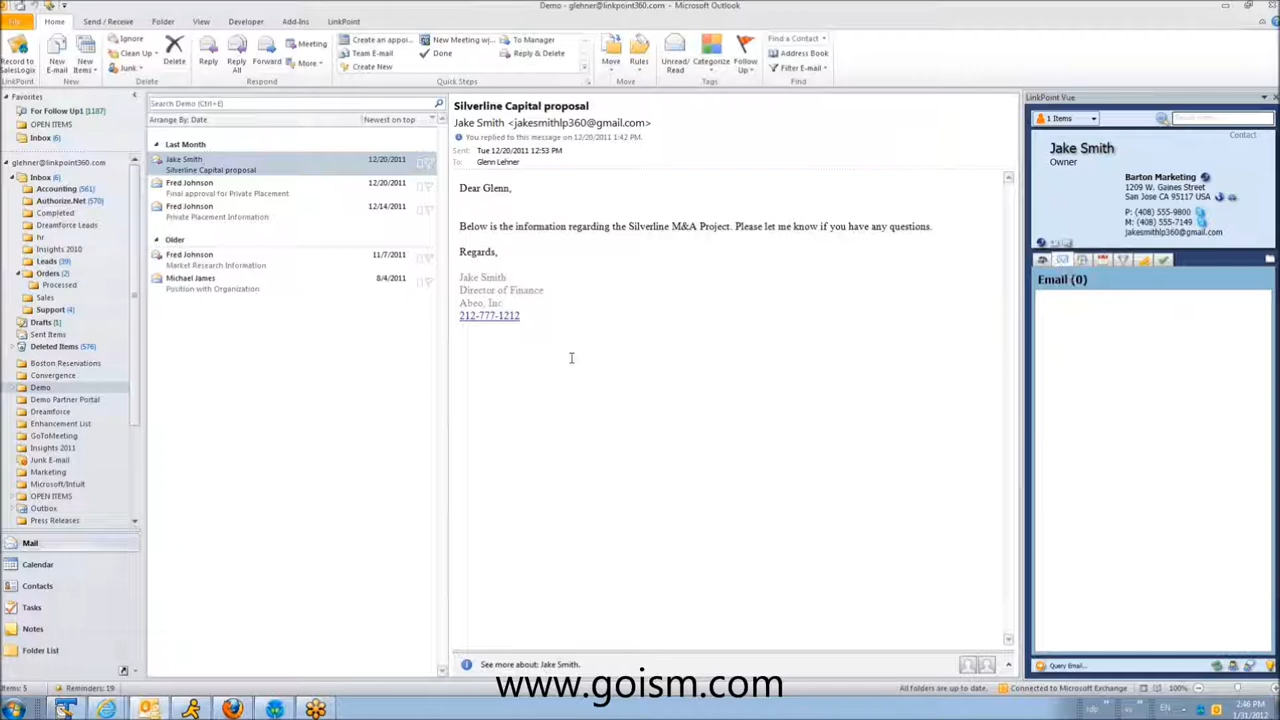 Demo - glehner@linkpoint360.com - Microsoft Outlook
File Home Send / Receive Folder View Developer Add-Ins LinkPoint
Record to SalesLogix
LinkPoint
New E-mail
New Items
New
Ignore
Clean Up
Junk
Delete
Delete
Reply
Reply All
Forward
Meeting
More
Respond
Create an appoi...
Team E-mail
Create New
New Meeting wi...
Done
To Manager
Reply & Delete
Quick Steps
Move
Rules
Move
Unread/ Read
Categorize
Follow Up
Tags
Find a Contact
Address Book
Filter E-mail
Find
Favorites
For Follow Up1 [1187]
OPEN ITEMS
Inbox (6)
glehner@linkpoint360.com
Inbox (6)
Accounting (561)
Authorize.Net (570)
Completed
Dreamforce Leads
hr
Insights 2010
Leads (39)
Orders (2)
Processed
Sales
Support (4)
Drafts (1)
Sent Items
Deleted Items (576)
Boston Reservations
Convergence
Demo
Demo Partner Portal
Dreamforce
Enhancement List
GoToMeeting
Insights 2011
Junk E-mail
Marketing
Microsoft/Intuit
OPEN ITEMS
Outbox
Press Releases
Mail
Calendar
Contacts
Tasks
Notes
Folder List
Search Demo (Ctrl+E)
Arrange By: Date Newest on top
Last Month
Jake Smith 12/20/2011
Silverline Capital proposal
Fred Johnson 12/20/2011
Final approval for Private Placement
Fred Johnson 12/14/2011
Private Placement Information
Older
Fred Johnson 11/7/2011
Market Research Information
Michael James 8/4/2011
Position with Organization
Silverline Capital proposal
Jake Smith <jakesmithlp360@gmail.com>
You replied to this message on 12/20/2011 1:42 PM.
Sent: Tue 12/20/2011 12:53 PM
To: Glenn Lehner
Dear Glenn,
Below is the information regarding the Silverline M&A Project. Please let me know if you have any questions.
Regards,
Jake Smith
Director of Finance
Abeo, Inc
212-777-1212
See more about: Jake Smith.
LinkPoint Vue
1 Items
Contact
Jake Smith
Owner
Barton Marketing
1209 W. Gaines Street
San Jose CA 95117 USA
P: (408) 555-9800
M: (408) 555-7149
jakesmithlp360@gmail.com
Email (0)
Query Email...
Items: 5 Reminders: 19 All folders are up to date. Connected to Microsoft Exchange 100%
www.goism.com
EN 2:46 PM
1/31/2012